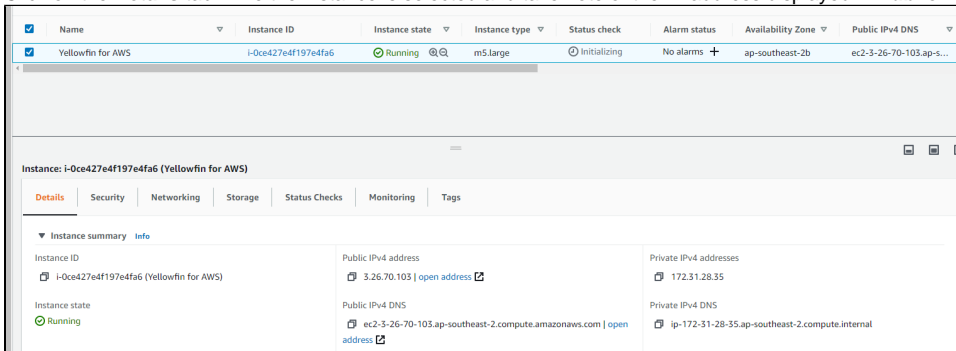 Name Instance ID Instance state Instance type Status check Alarm status Availability Zone Public IPv4 DNS
Yellowfin for AWS i-0ce427e4f197e4fa6 Running m5.large Initializing No alarms + ap-southeast-2b ec2-3-26-70-103.ap-s...
Instance: i-0ce427e4f197e4fa6 (Yellowfin for AWS)
Details Security Networking Storage Status Checks Monitoring Tags
Instance summary Info
Instance ID Public IPv4 address Private IPv4 addresses
i-0ce427e4f197e4fa6 (Yellowfin for AWS) 3.26.70.103 | open address 172.31.28.35
Instance state Public IPv4 DNS Private IPv4 DNS
Running ec2-3-26-70-103.ap-southeast-2.compute.amazonaws.com | open ip-172-31-28-35.ap-southeast-2.compute.internal
address